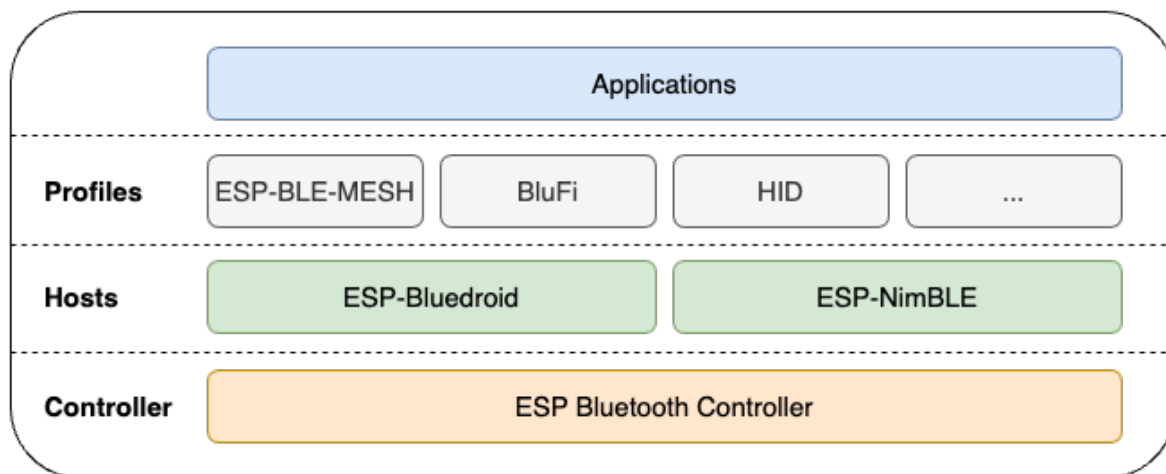 Applications
Profiles ESP-BLE-MESH BluFi HID ...
Hosts ESP-Bluedroid ESP-NimBLE
Controller ESP Bluetooth Controller